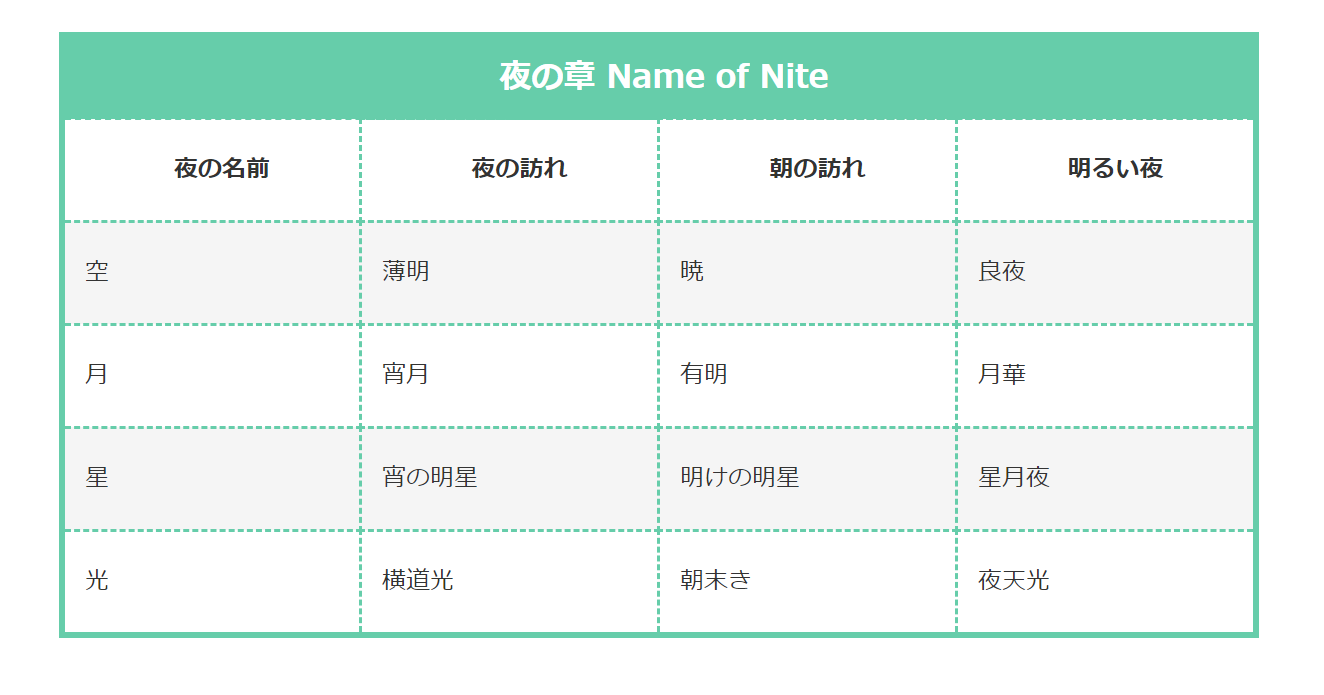 夜の章 Name of Nite
夜の名前 夜の訪れ 朝の訪れ 明るい夜
空 薄明 暁 良夜
月 宵月 有明 月華
星 宵の明星 明けの明星 星月夜
光 横道光 朝末き 夜天光